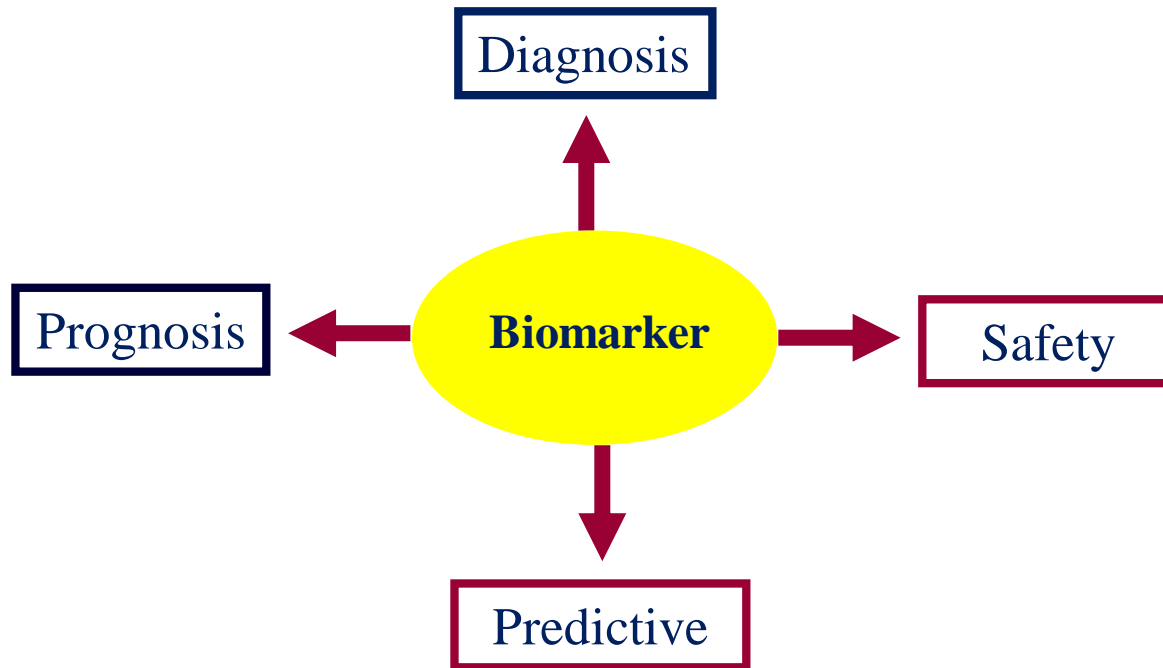 Diagnosis
Prognosis
Biomarker
Safety
Predictive